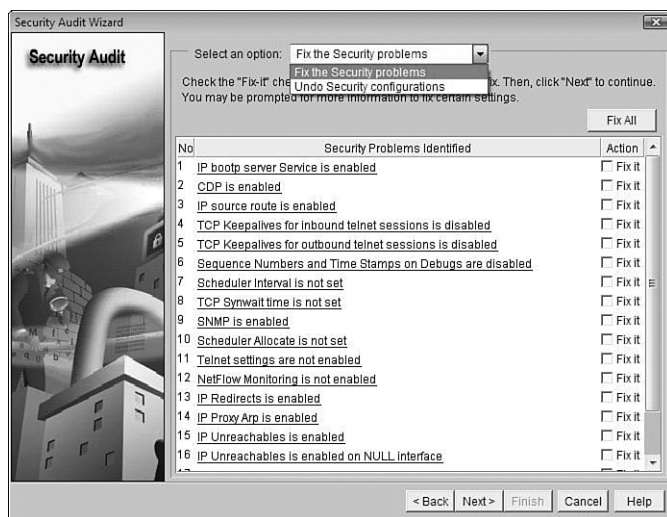 Security Audit Wizard
Security Audit
Select an option: Fix the Security problems
Fix the Security problems
Undo Security configurations
Check the "Fix-it" che x. Then, click "Next" to continue.
You may be prompted for more information to fix certain settings.
Fix All
No Security Problems Identified Action
1 IP bootp server Service is enabled Fix it
2 CDP is enabled Fix it
3 IP source route is enabled Fix it
4 TCP Keepalives for inbound telnet sessions is disabled Fix it
5 TCP Keepalives for outbound telnet sessions is disabled Fix it
6 Sequence Numbers and Time Stamps on Debugs are disabled Fix it
7 Scheduler Interval is not set Fix it
8 TCP Synwait time is not set Fix it
9 SNMP is enabled Fix it
10 Scheduler Allocate is not set Fix it
11 Telnet settings are not enabled Fix it
12 NetFlow Monitoring is not enabled Fix it
13 IP Redirects is enabled Fix it
14 IP Proxy Arp is enabled Fix it
15 IP Unreachables is enabled Fix it
16 IP Unreachables is enabled on NULL interface Fix it
< Back Next > Finish Cancel Help